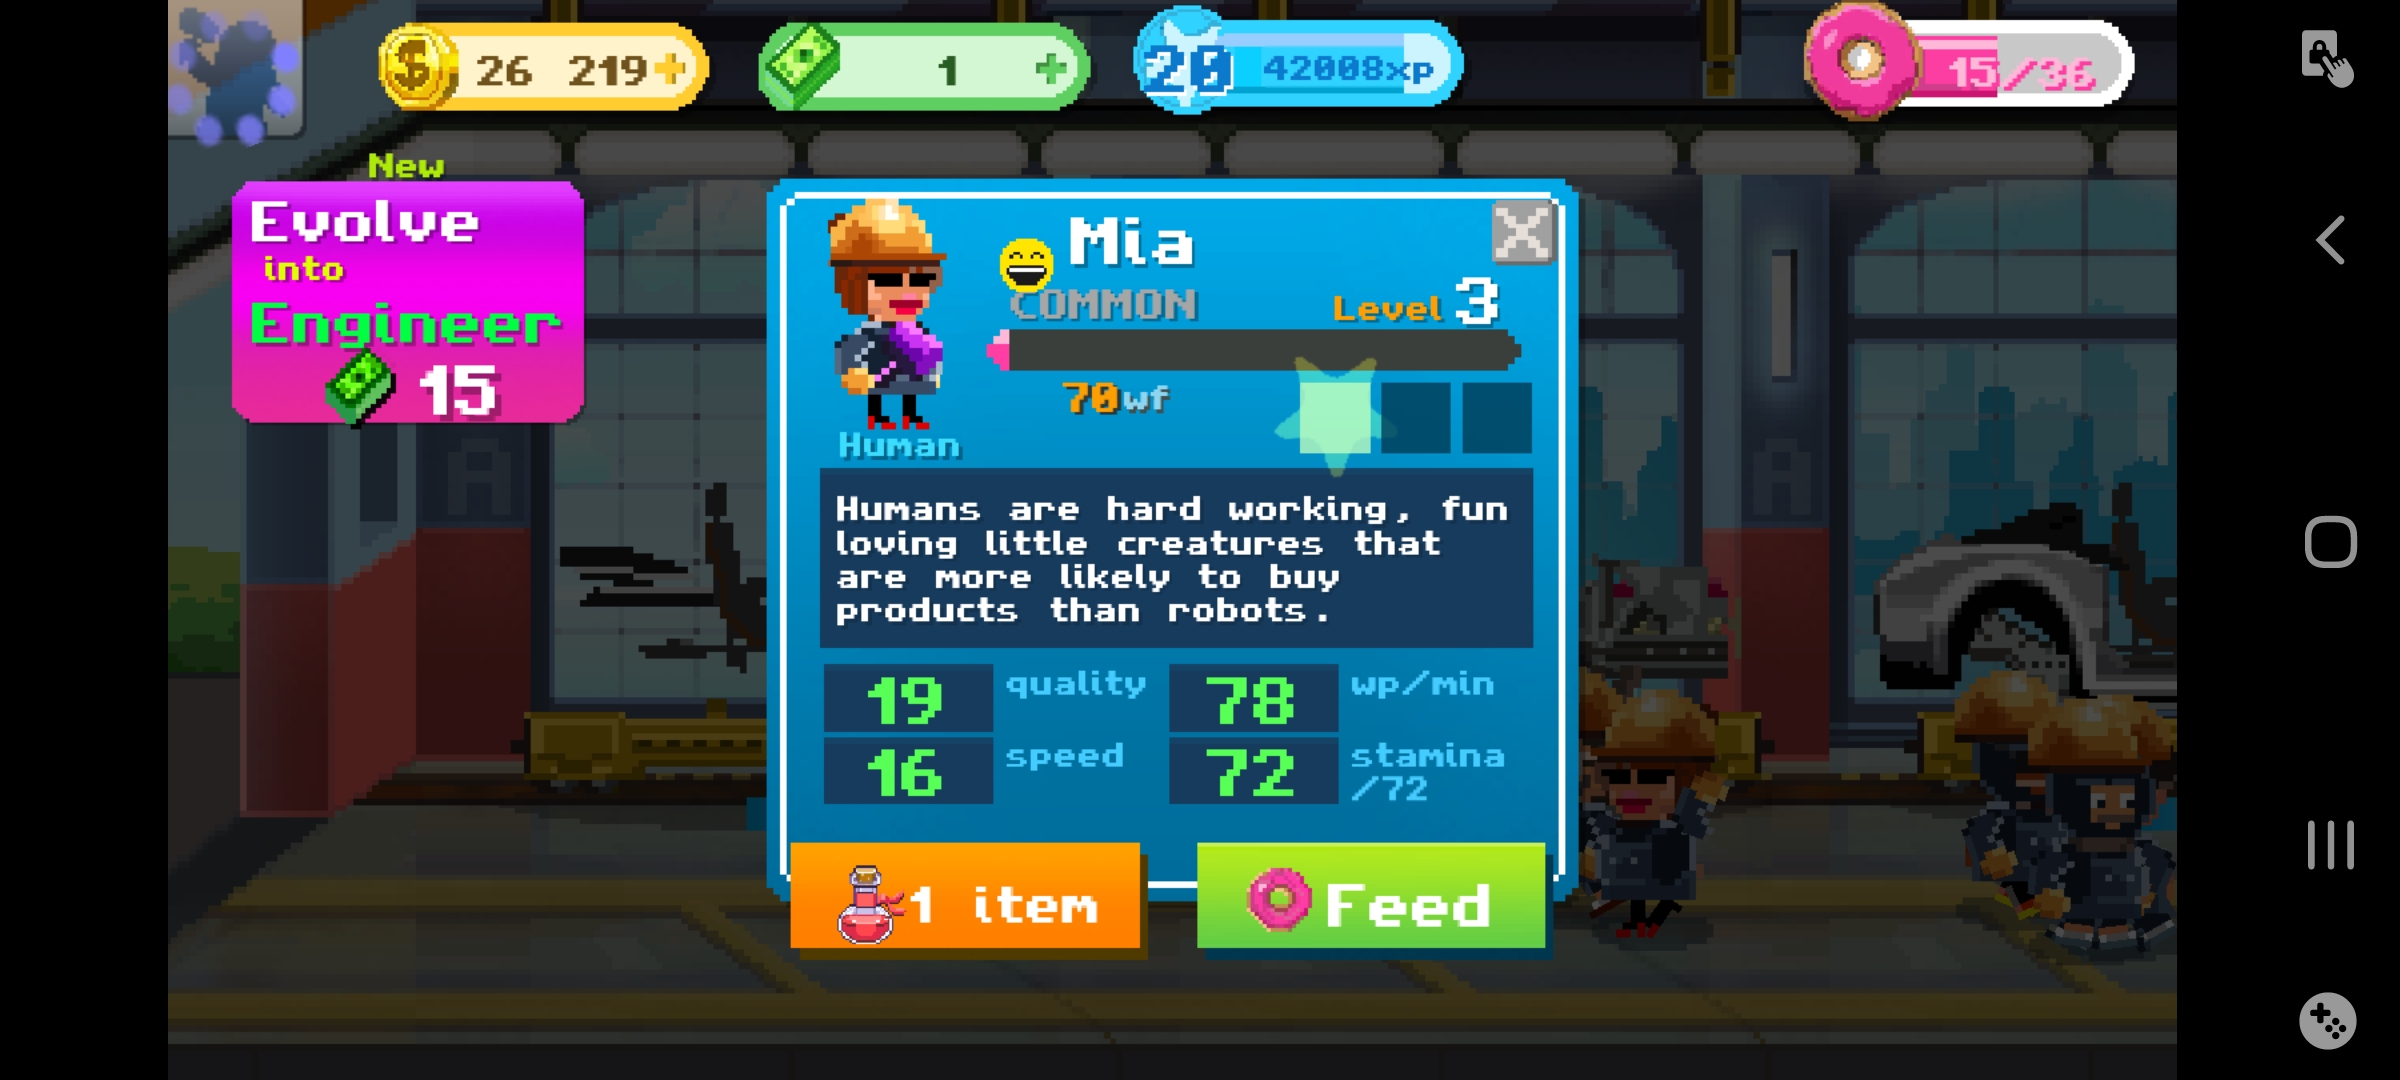 26 219
1
20
42008xp
15/36
New
Evolve
into
Engineer
15
Mia
COMMON
Level 3
70wf
Human
Humans are hard working, fun
loving little creatures that
are more likely to buy
products than robots.
19 quality
78 wp/min
16 speed
72 stamina
/72
1 item
Feed